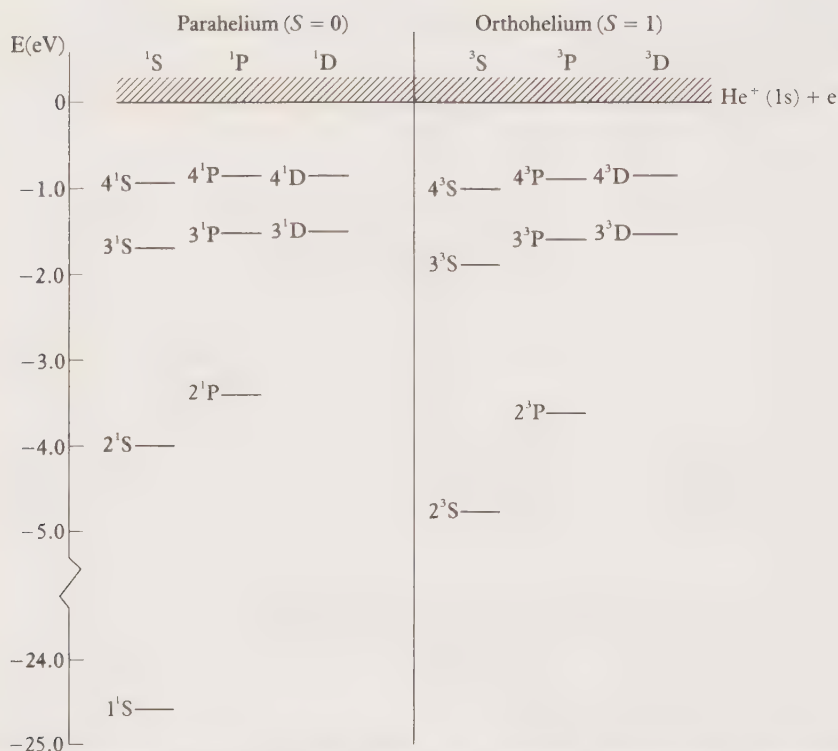 Parahelium (S = 0) Orthohelium (S = 1)
E(eV)
¹S ¹P ¹D ³S ³P ³D
0 He⁺ (1s) + e
4¹S 4¹P 4¹D 4³S 4³P 4³D
−1.0
3¹S 3¹P 3¹D 3³S 3³P 3³D
−2.0
−3.0
2¹P 2³P
−4.0 2¹S
2³S
−5.0
−24.0
1¹S
−25.0